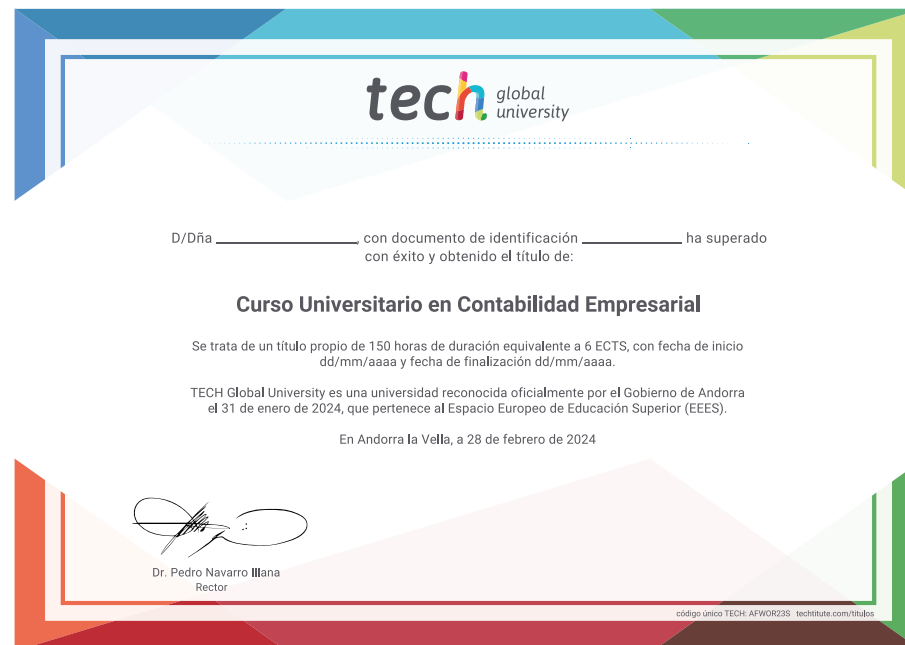 tech global university
D/Dña ____________, con documento de identificación ____________ ha superado
con éxito y obtenido el título de:
Curso Universitario en Contabilidad Empresarial
Se trata de un título propio de 150 horas de duración equivalente a 6 ECTS, con fecha de inicio
dd/mm/aaaa y fecha de finalización dd/mm/aaaa.
TECH Global University es una universidad reconocida oficialmente por el Gobierno de Andorra
el 31 de enero de 2024, que pertenece al Espacio Europeo de Educación Superior (EEES).
En Andorra la Vella, a 28 de febrero de 2024
Dr. Pedro Navarro Illana
Rector
código único TECH: AFWOR23S techtitute.com/titulos